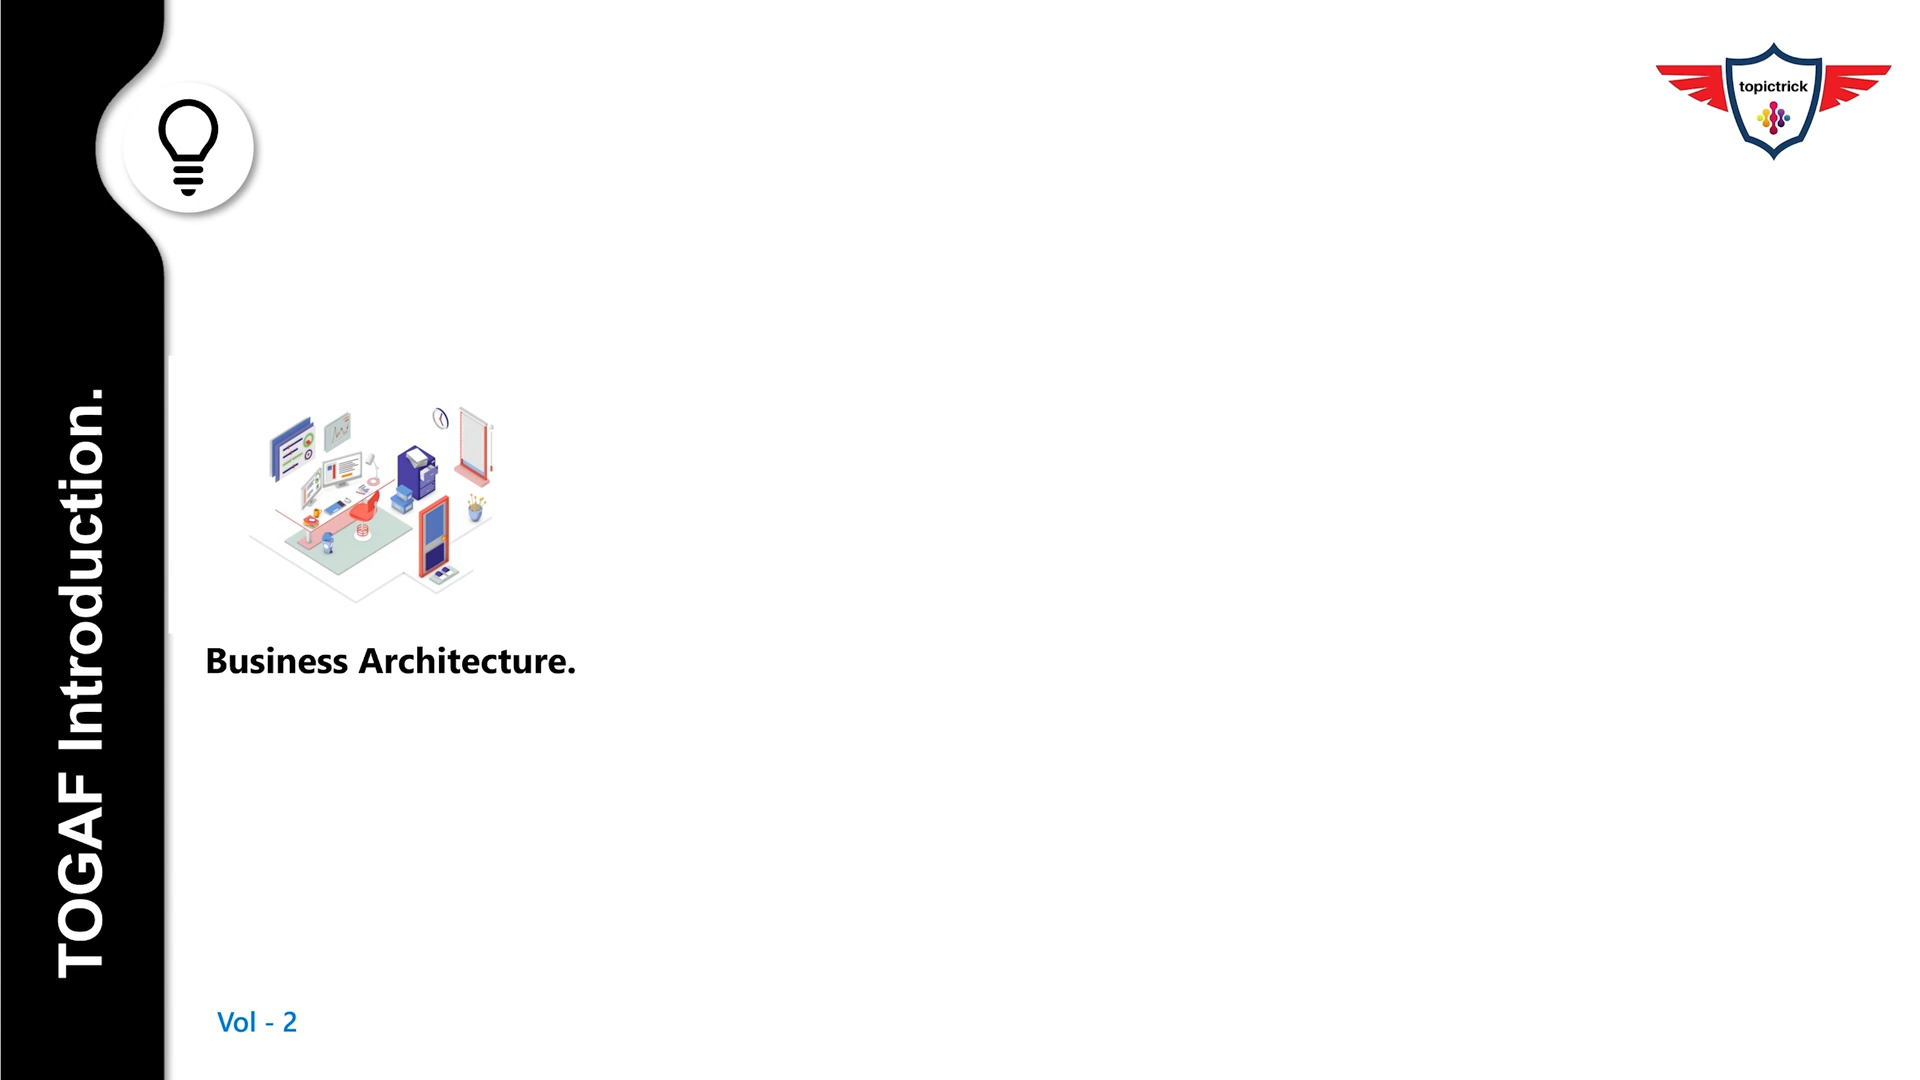 TOGAF Introduction.
topictrick
Business Architecture.
Vol - 2